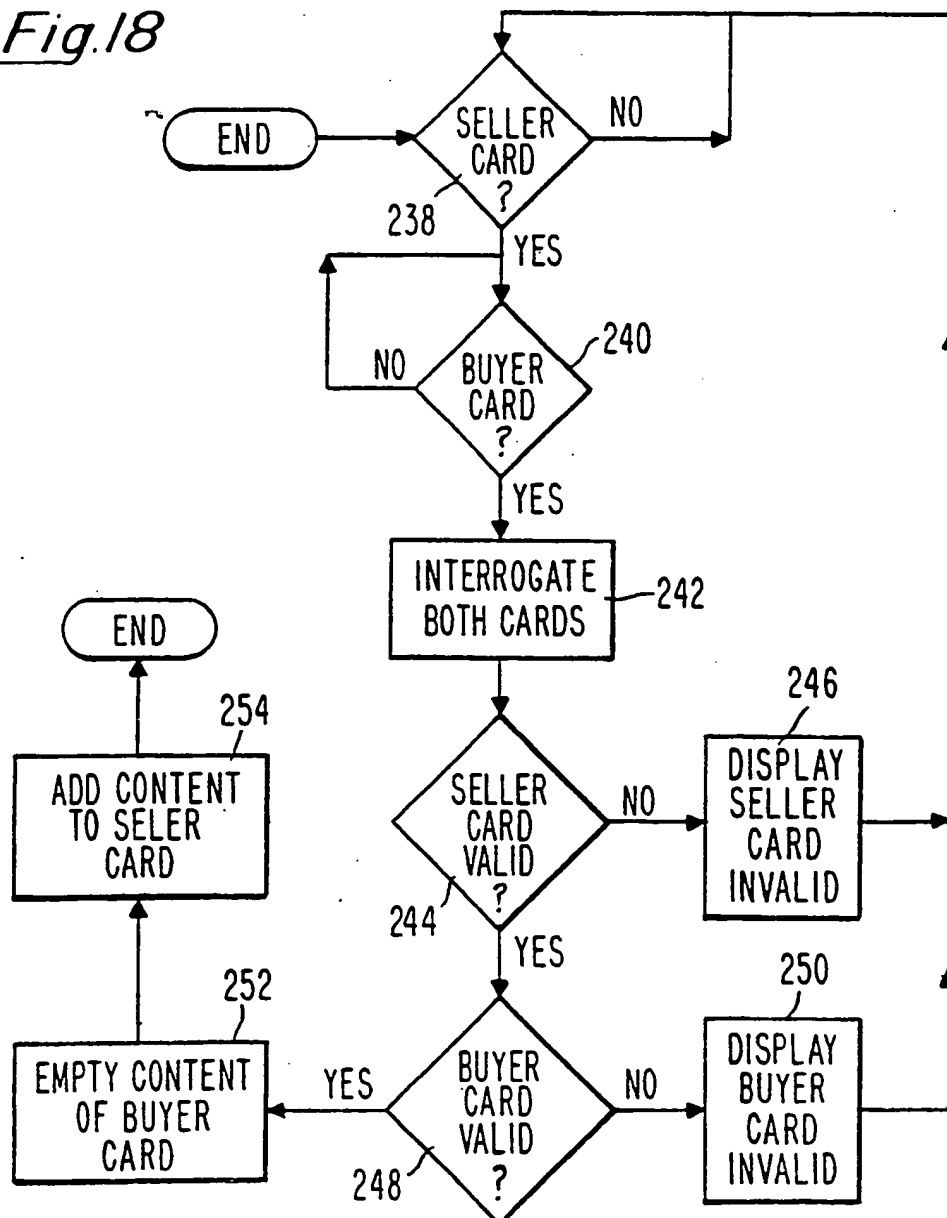 Fig.18
END
SELLER
CARD
?
NO
238
YES
240
NO
BUYER
CARD
?
YES
INTERROGATE
BOTH CARDS
242
END
254
ADD CONTENT
TO SELER
CARD
SELLER
CARD
VALID
?
244
NO
246
DISPLAY
SELLER
CARD
INVALID
YES
252
EMPTY CONTENT
OF BUYER
CARD
YES
BUYER
CARD
VALID
?
248
NO
250
DISPLAY
BUYER
CARD
INVALID